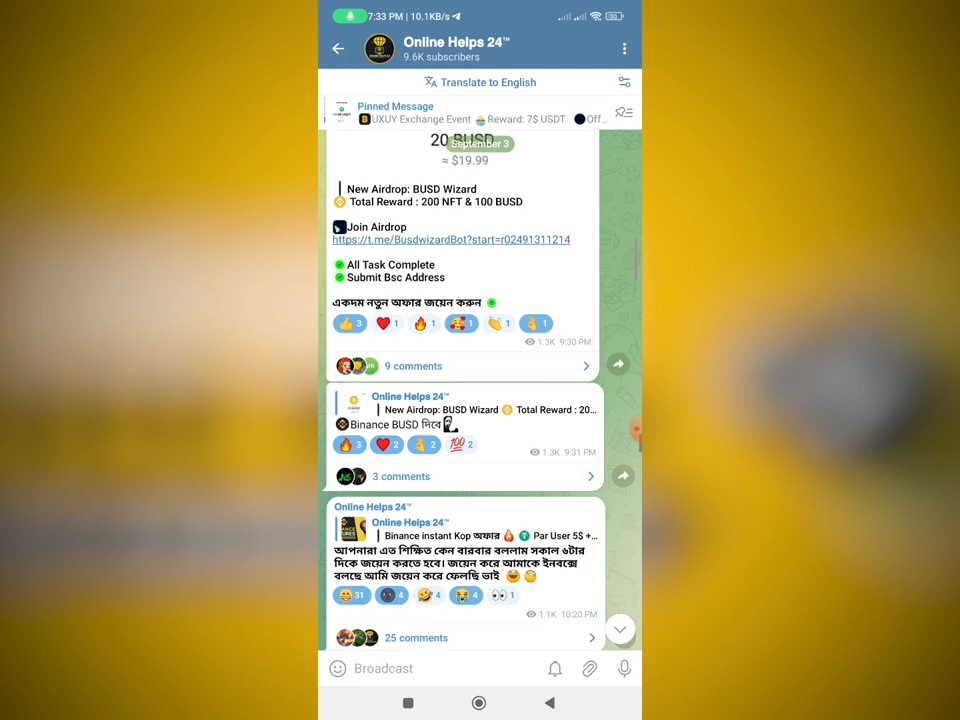 7:33 PM | 10.1KB/s
Online Helps 24™
9.6K subscribers
Translate to English
Pinned Message
UXUY Exchange Event Reward: 7$ USDT Off...
20 BUSD
September 3
≈ $19.99
New Airdrop: BUSD Wizard
Total Reward : 200 NFT & 100 BUSD
Join Airdrop
https://t.me/BusdwizardBot?start=r02491311214
All Task Complete
Submit Bsc Address
একদম নতুন অফার জয়েন করুন
3 1 1 1 1 1
1.3K 9:30 PM
9 comments
Online Helps 24™
New Airdrop: BUSD Wizard Total Reward : 20...
Binance BUSD দিবে
3 2 2 💯 2
1.3K 9:31 PM
3 comments
Online Helps 24™
Online Helps 24™
Binance instant Kop অফার Par User 5$ +...
আপনারা এত শিক্ষিত কেন বারবার বললাম সকাল ৬টার
দিকে জয়েন করতে হবে। জয়েন করে আমাকে ইনবক্সে
বলছে আমি জয়েন করে ফেলছি ভাই
31 4 4 4 1
1.1K 10:20 PM
25 comments
Broadcast